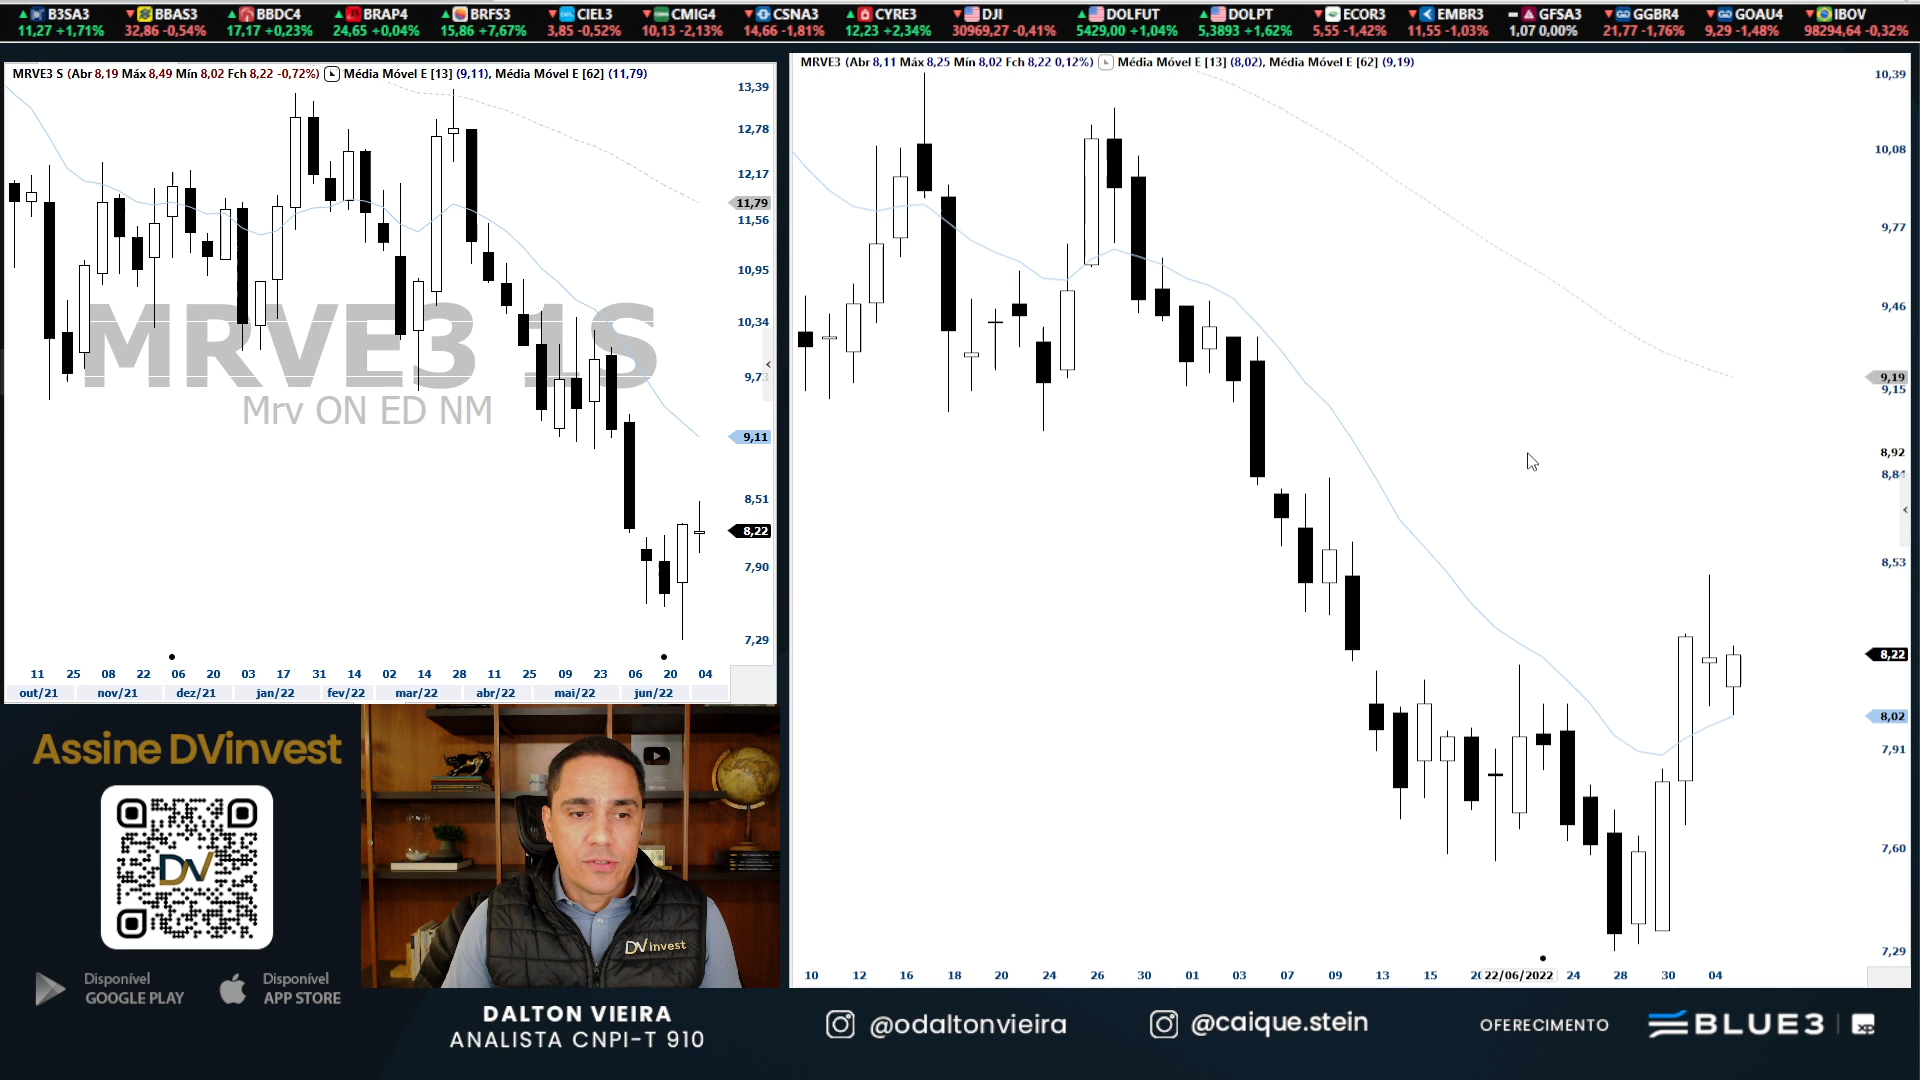 B3SA3 BBAS3 BBDC4 BRAP4 BRFS3 CIEL3 CMIG4 CSNA3 CYRE3 DJI DOLFUT DOLPT ECOR3 EMBR3 GFSA3 GGBR4 GOAU4 IBOV
11,27 +1,71% 32,86 -0,54% 17,17 +0,23% 24,65 +0,04% 15,86 +7,67% 3,85 -0,52% 10,13 -2,13% 14,66 -1,81% 12,23 +2,34% 30969,27 -0,41% 5429,00 +1,04% 5,3893 +1,62% 5,55 -1,42% 11,55 -1,03% 1,07 0,00% 21,77 -1,76% 9,29 -1,48% 98294,64 -0,32%
MRVE3 S (Abr 8,19 Máx 8,49 Mín 8,02 Fch 8,22 -0,72%) Média Móvel E [13] (9,11), Média Móvel E [62] (11,79)
13,39
12,78
12,17
11,79
11,56
10,95
10,34
9,73
9,11
8,51
8,22
7,90
7,29
MRVE3 1S
Mrv ON ED NM
11 25 08 22 06 20 03 17 31 14 02 14 28 11 25 09 23 06 20 04
out/21 nov/21 dez/21 jan/22 fev/22 mar/22 abr/22 mai/22 jun/22
MRVE3 (Abr 8,11 Máx 8,25 Mín 8,02 Fch 8,22 0,12%) Média Móvel E [13] (8,02), Média Móvel E [62] (9,19)
10,39
10,08
9,77
9,46
9,19
9,15
8,92
8,84
8,53
8,22
8,02
7,91
7,60
7,29
10 12 16 18 20 24 26 30 01 03 07 09 13 15 20 22/06/2022 24 28 30 04
Assine DVinvest
DV
Disponível
GOOGLE PLAY
Disponível
APP STORE
DV invest
DALTON VIEIRA
ANALISTA CNPI-T 910
@odaltonvieira
@caique.stein
OFERECIMENTO
BLUE3
xp